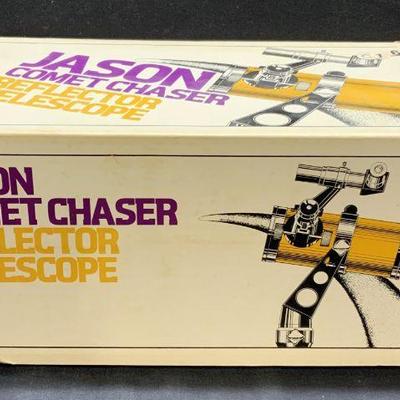 JASON
COMET CHASER
REFLECTOR
TELESCOPE
ON
ET CHASER
LECTOR
ESCOPE